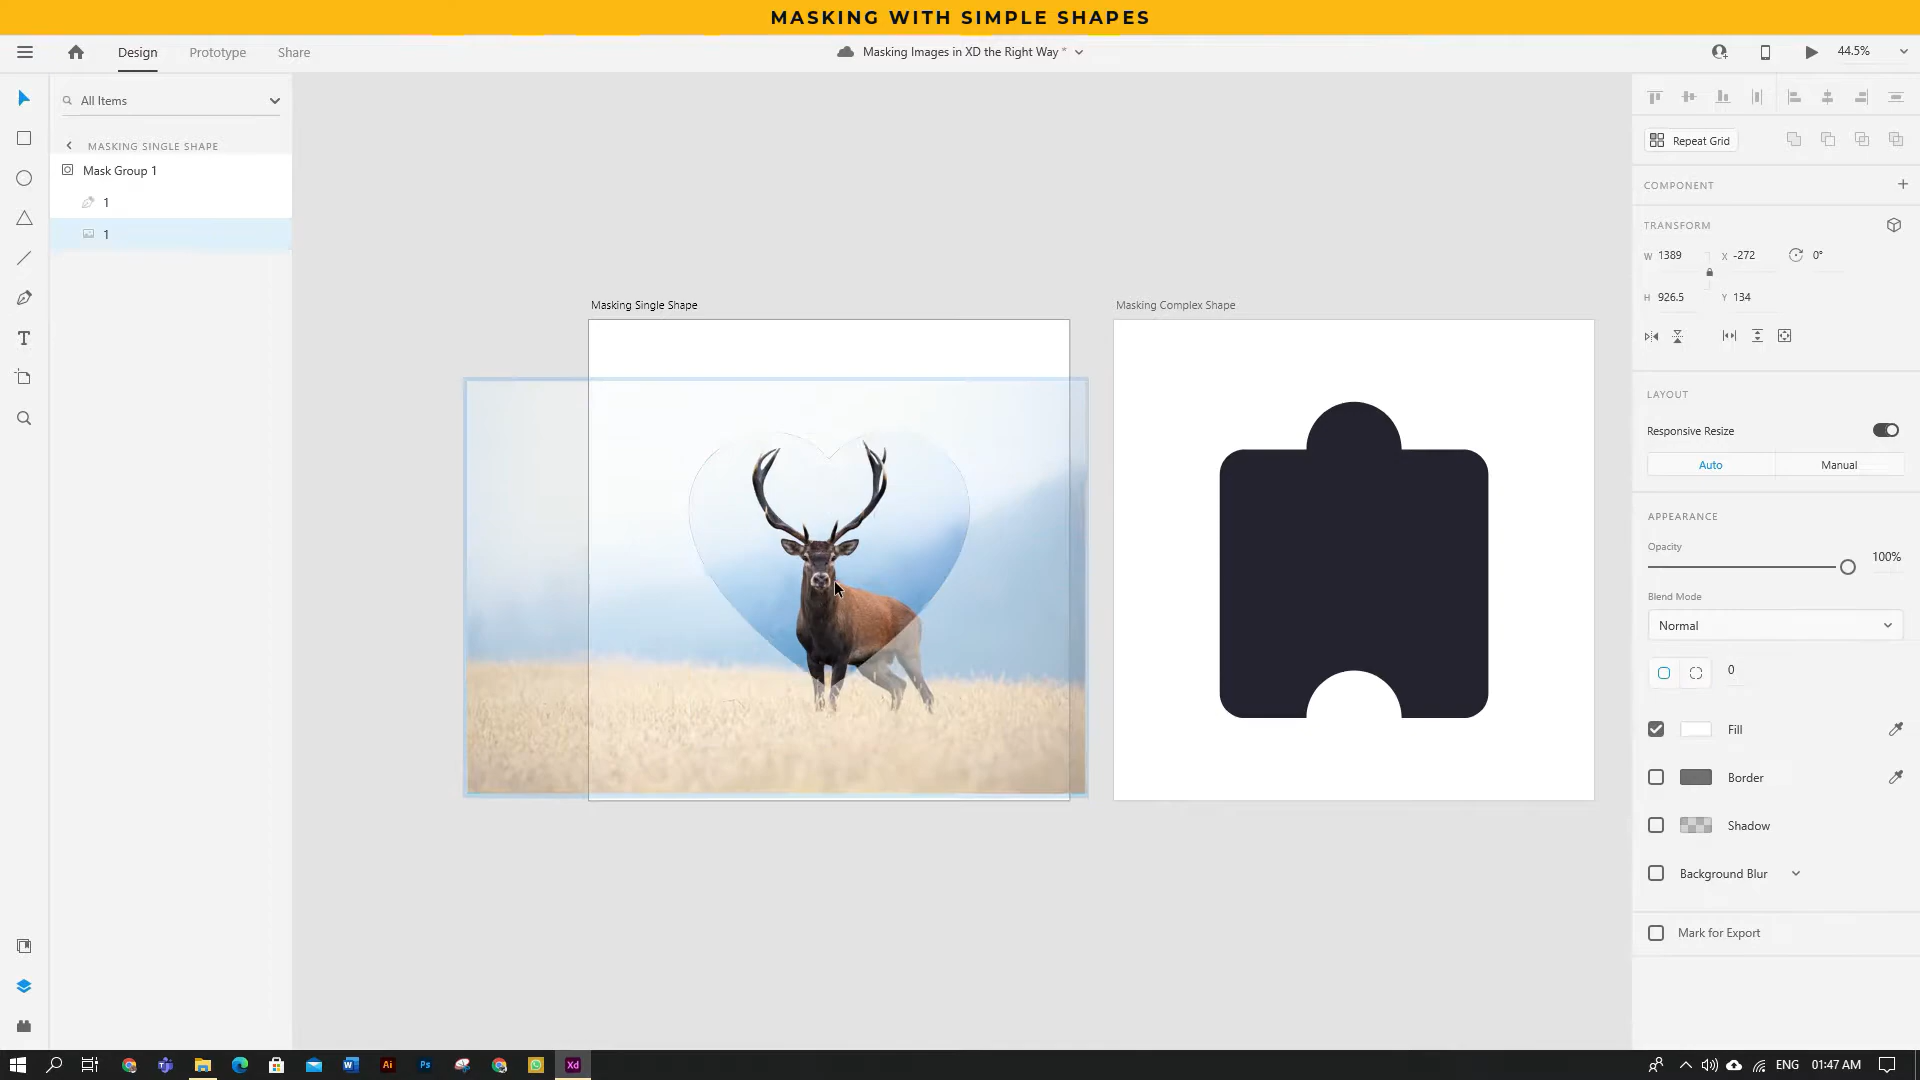 MASKING WITH SIMPLE SHAPES
Design Prototype Share
Masking Images in XD the Right Way *
44.5%
All Items
Repeat Grid
MASKING SINGLE SHAPE
Mask Group 1
1
1
COMPONENT
TRANSFORM
W 1389 X -272 0°
H 926.5 Y 134
Masking Single Shape
Masking Complex Shape
LAYOUT
Responsive Resize
Auto Manual
APPEARANCE
Opacity
100%
Blend Mode
Normal
0
Fill
Border
Shadow
Background Blur
Mark for Export
T
W
Ai
Ps
Xd
ENG
01:47 AM